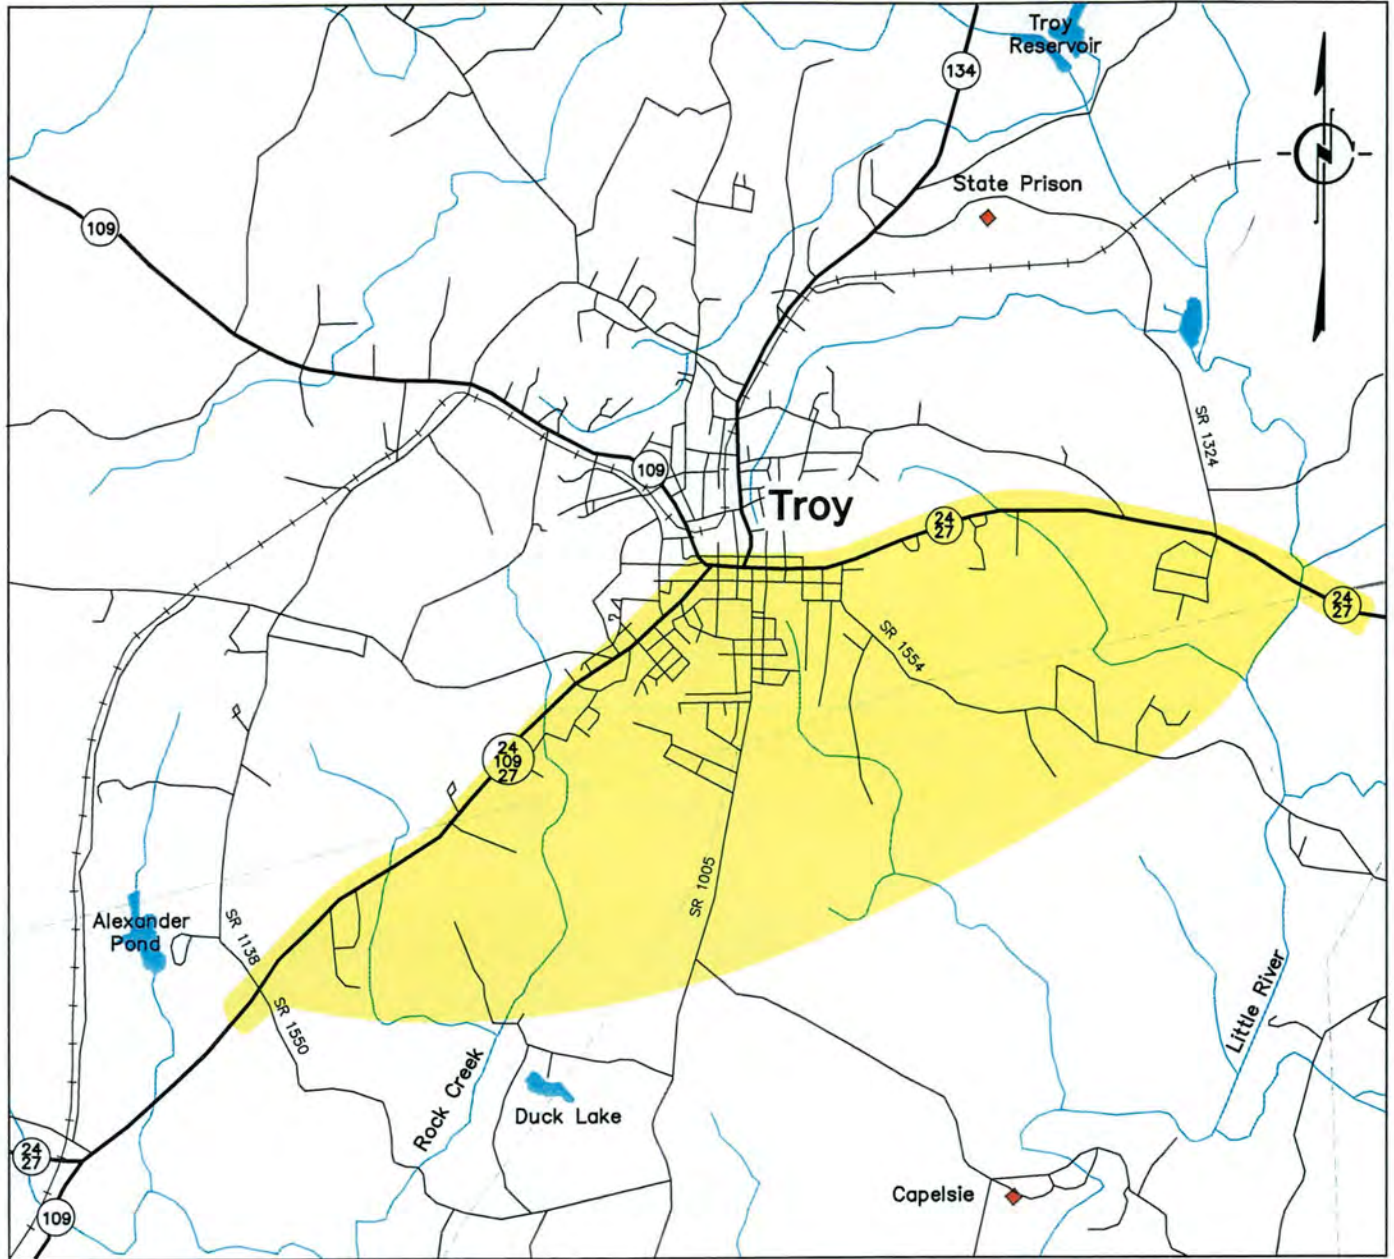 Troy
Reservoir
134
N
State Prison
109
SR 1324
109
Troy
24
27
24
27
SR 1554
24
109
27
SR 1005
Alexander
Pond
SR 1138
SR 1550
Little River
Rock Creek
Duck Lake
24
27
Capelsie
109